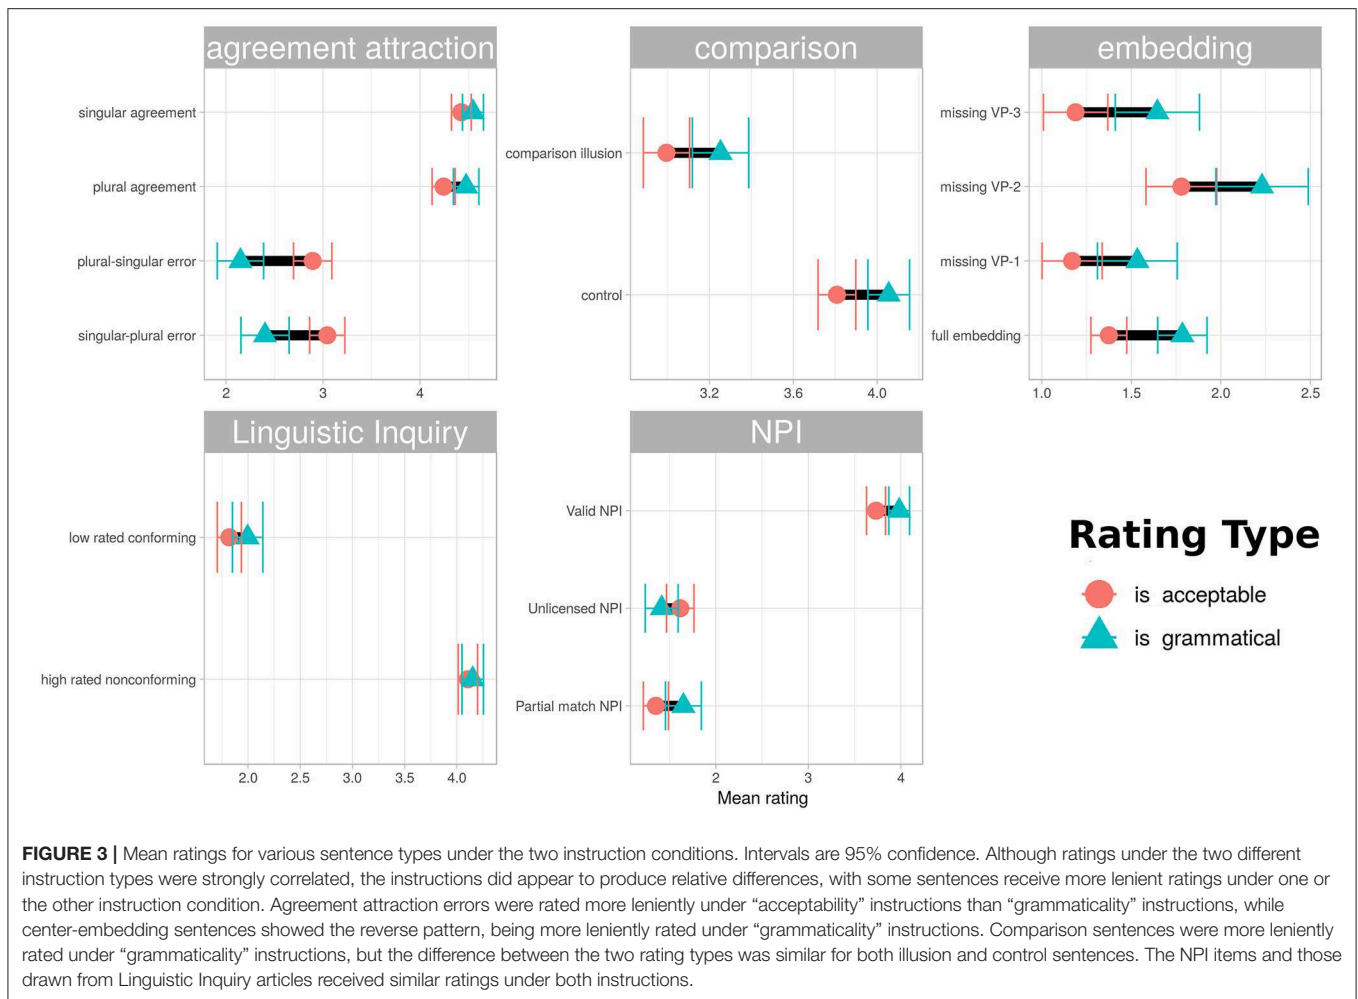 agreement attraction
singular agreement
plural agreement
plural-singular error
singular-plural error
2 3 4
comparison
comparison illusion
control
3.2 3.6 4.0
embedding
missing VP-3
missing VP-2
missing VP-1
full embedding
1.0 1.5 2.0 2.5
Linguistic Inquiry
low rated conforming
high rated nonconforming
2.0 2.5 3.0 3.5 4.0
NPI
Valid NPI
Unlicensed NPI
Partial match NPI
2 3 4
Mean rating
Rating Type
is acceptable
is grammatical
FIGURE 3 | Mean ratings for various sentence types under the two instruction conditions. Intervals are 95% confidence. Although ratings under the two different
instruction types were strongly correlated, the instructions did appear to produce relative differences, with some sentences receive more lenient ratings under one or
the other instruction condition. Agreement attraction errors were rated more leniently under “acceptability” instructions than “grammaticality” instructions, while
center-embedding sentences showed the reverse pattern, being more leniently rated under “grammaticality” instructions. Comparison sentences were more leniently
rated under “grammaticality” instructions, but the difference between the two rating types was similar for both illusion and control sentences. The NPI items and those
drawn from Linguistic Inquiry articles received similar ratings under both instructions.